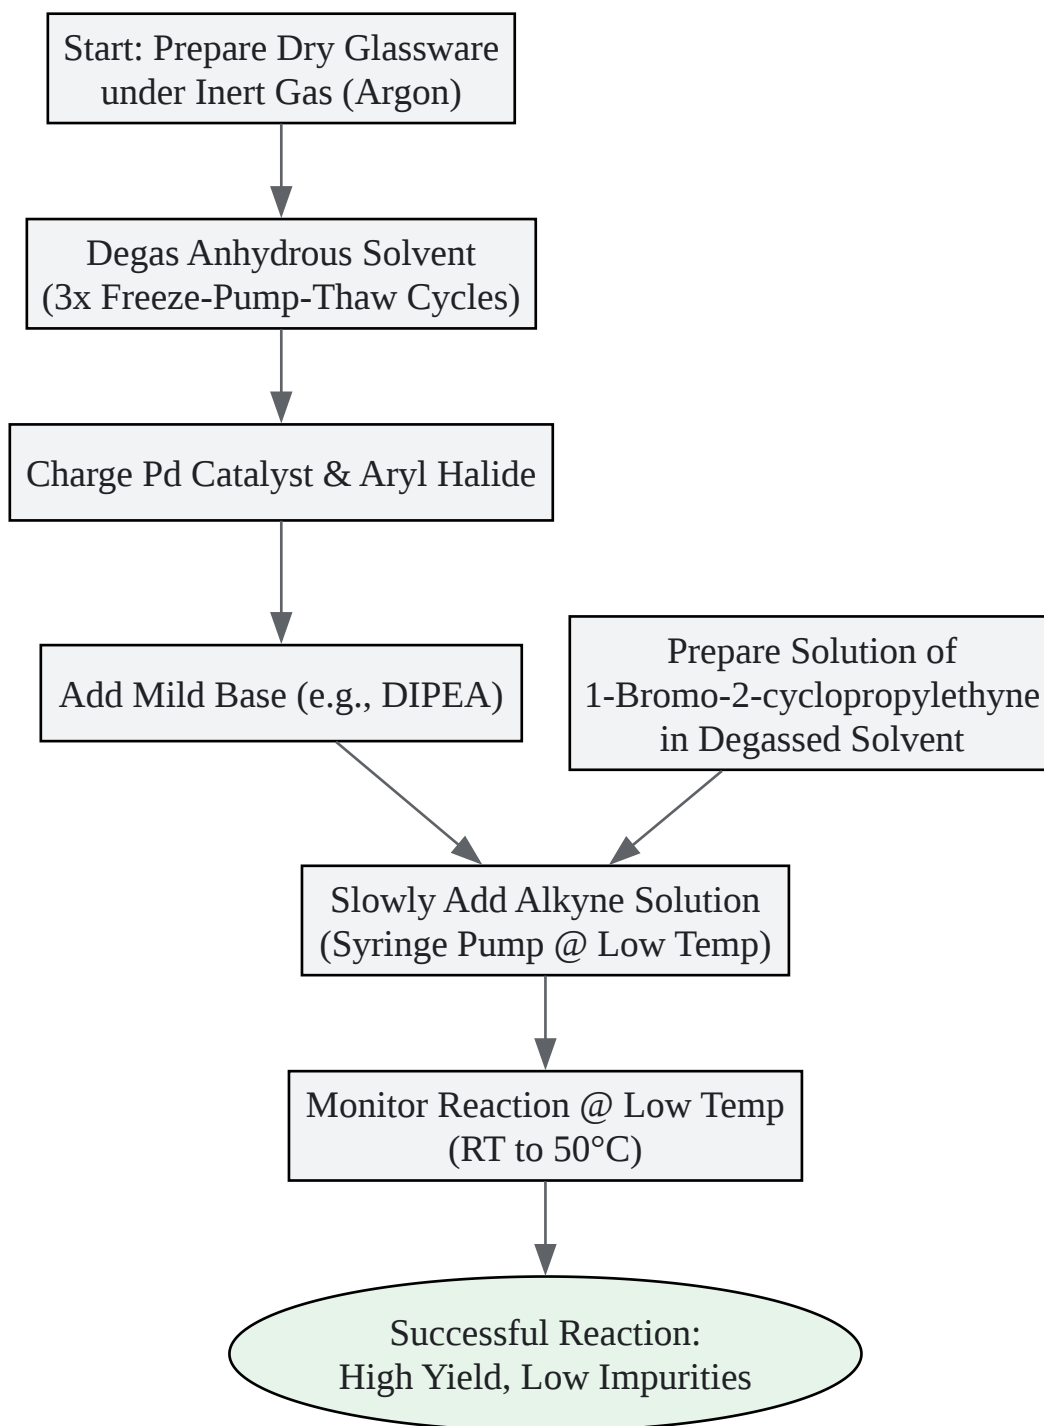 Start: Prepare Dry Glassware
under Inert Gas (Argon)
Degas Anhydrous Solvent
(3x Freeze-Pump-Thaw Cycles)
Charge Pd Catalyst & Aryl Halide
Add Mild Base (e.g., DIPEA)
Prepare Solution of
1-Bromo-2-cyclopropylethyne
in Degassed Solvent
Slowly Add Alkyne Solution
(Syringe Pump @ Low Temp)
Monitor Reaction @ Low Temp
(RT to 50°C)
Successful Reaction:
High Yield, Low Impurities